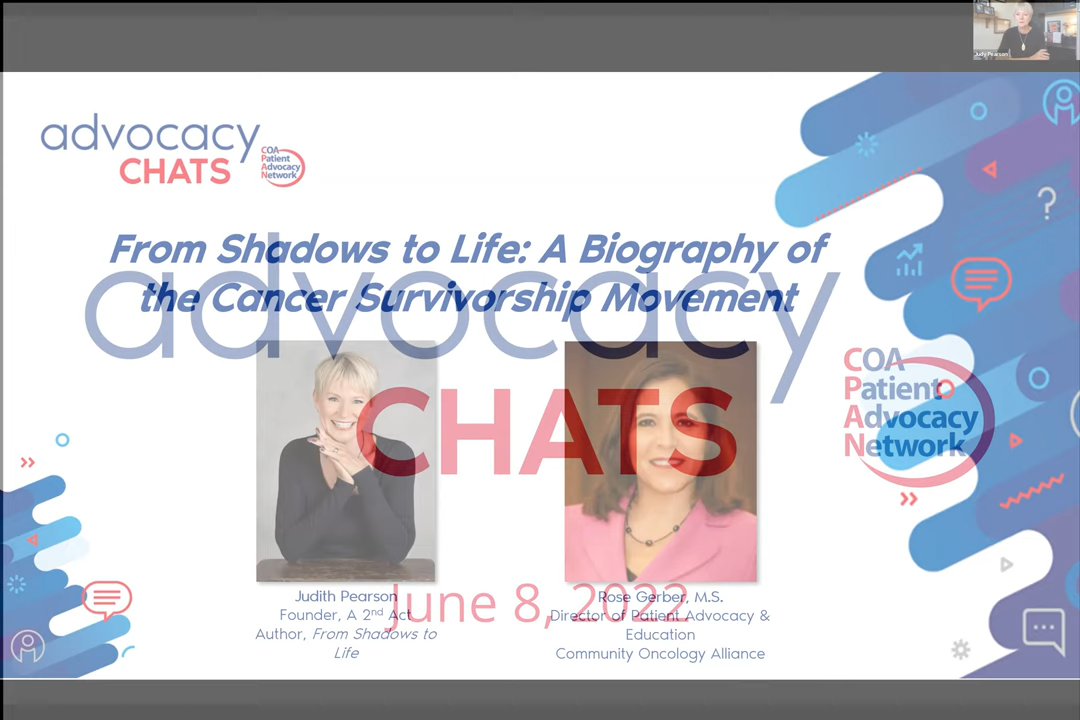 Judy Pearson
advocacy
CHATS
COA
Patient
Advocacy
Network
From Shadows to Life: A Biography of
the Cancer Survivorship Movement
advocacy
CHATS
COA
Patient
Advocacy
Network
June 8, 2022
Judith Pearson
Founder, A 2nd Act
Author, From Shadows to
Life
Rose Gerber, M.S.
Director of Patient Advocacy &
Education
Community Oncology Alliance